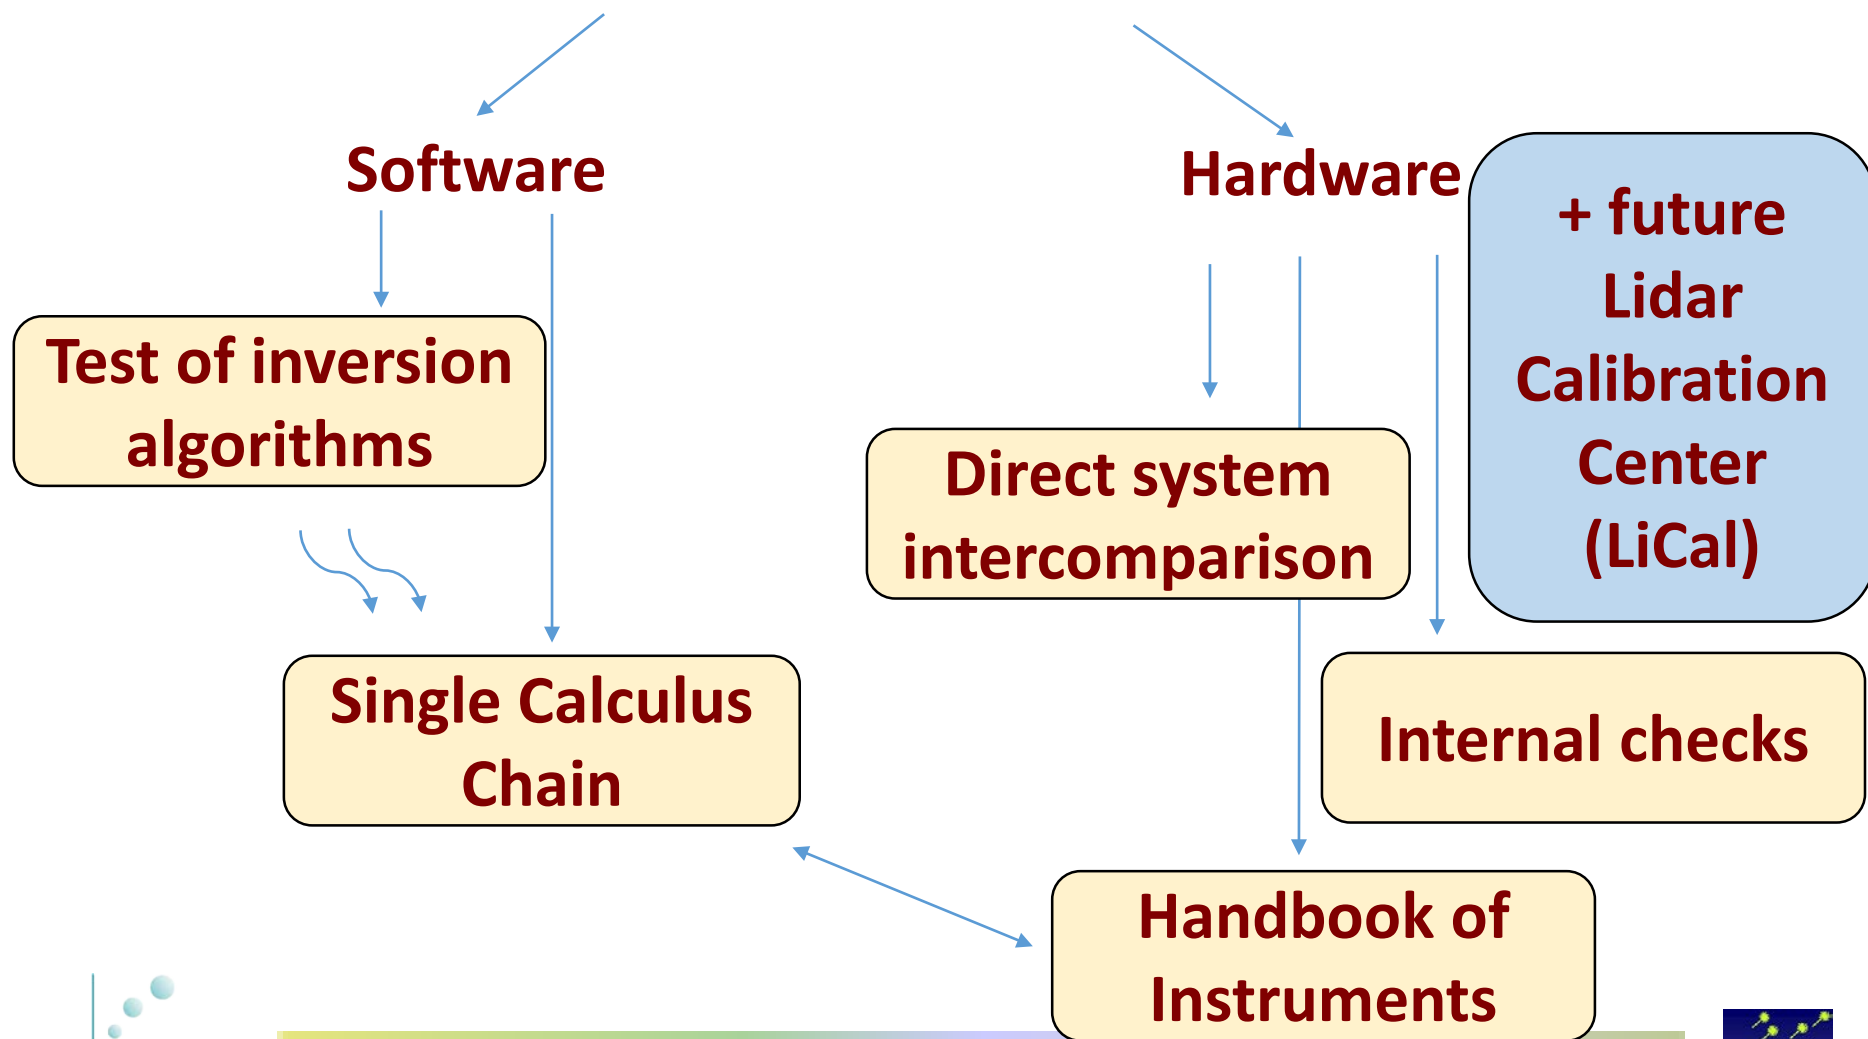 Software
Hardware
+ future
Lidar
Calibration
Center
(LiCal)
Test of inversion
algorithms
Direct system
intercomparison
Single Calculus
Chain
Internal checks
Handbook of
Instruments